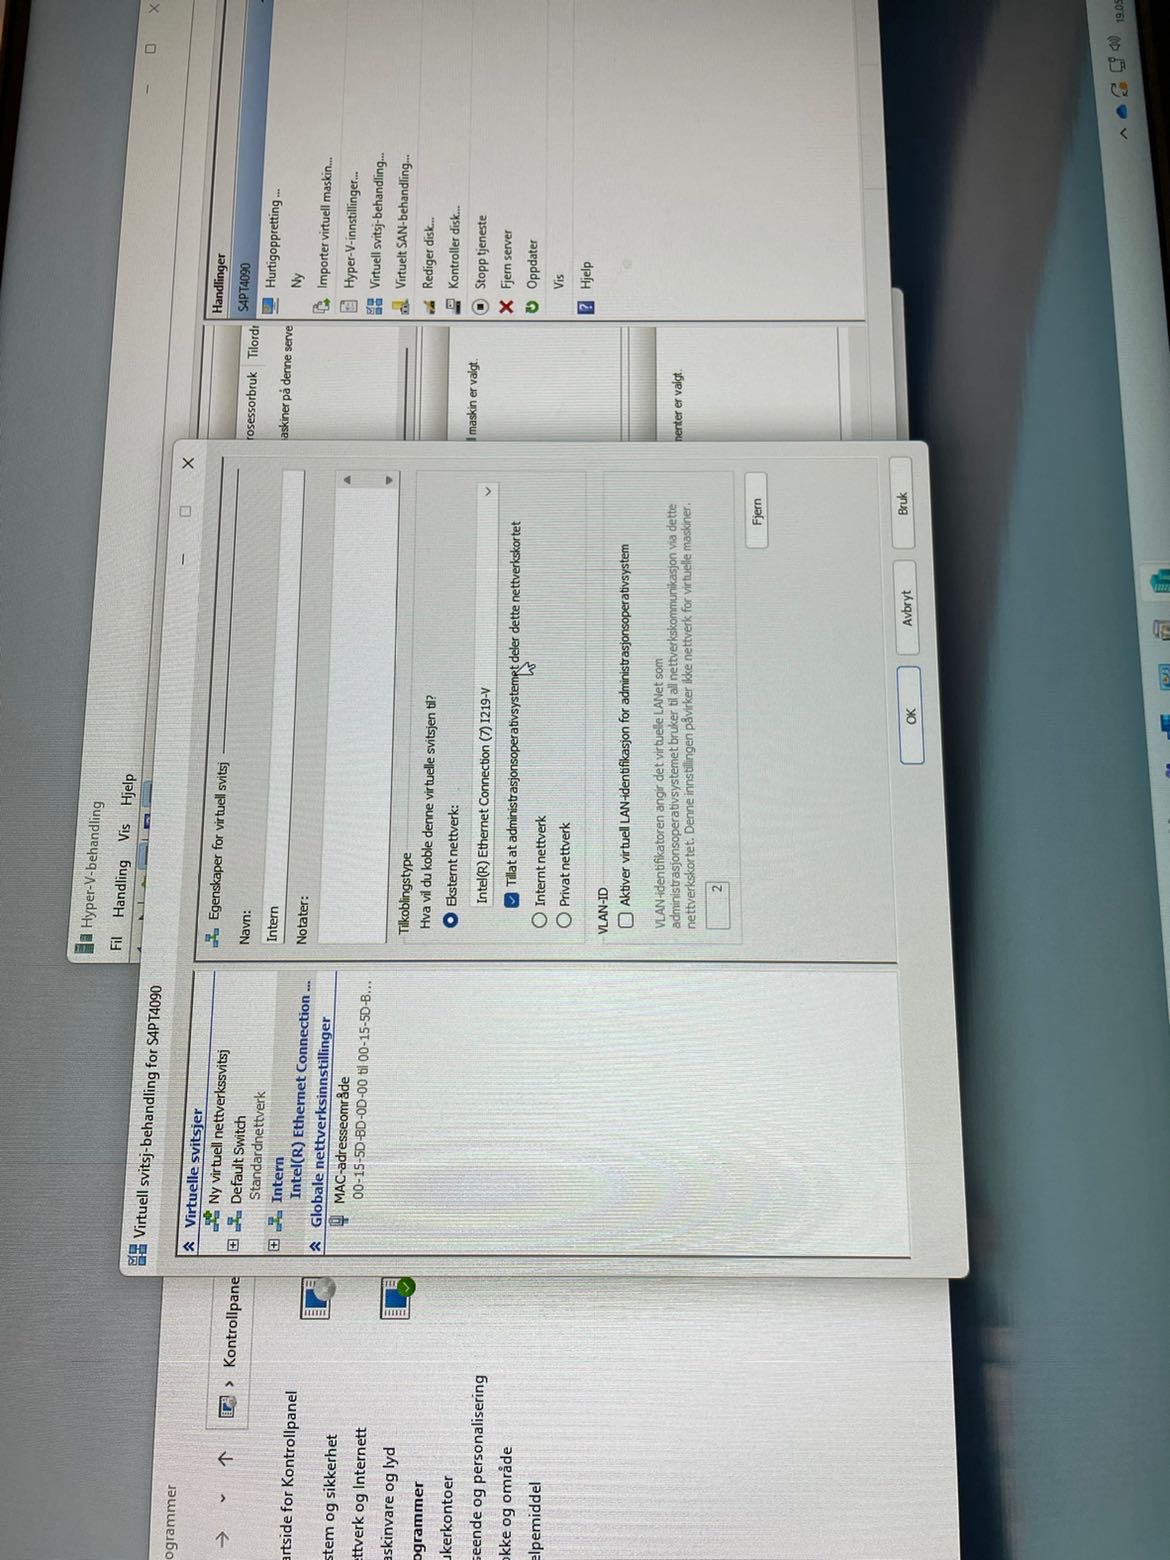 Hyper-V-behandling
Fil Handling Vis Hjelp
Virtuell svitsj-behandling for S4PT4090
ogrammer
Kontrollpane
artside for Kontrollpanel
stem og sikkerhet
ettverk og Internett
askinvare og lyd
ogrammer
ukerkontoer
seende og personalisering
okke og område
elpemiddel
Virtuelle svitsjer
Ny virtuell nettverkssvitsj
Default Switch
Standardnettverk
Intern
Intel(R) Ethernet Connection ...
Globale nettverksinnstillinger
MAC-adresseområde
00-15-5D-BD-0D-00 til 00-15-5D-B...
Egenskaper for virtuell svitsj
Navn:
Intern
Notater:
Tilkoblingstype
Hva vil du koble denne virtuelle svitsjen til?
Eksternt nettverk:
Intel(R) Ethernet Connection (7) I219-V
Tillat at administrasjonsoperativsystemet deler dette nettverkskortet
Internt nettverk
Privat nettverk
VLAN-ID
Aktiver virtuell LAN-identifikasjon for administrasjonsoperativsystem
VLAN-identifikatoren angir det virtuelle LANet som
administrasjonsoperativsystemet bruker til all nettverkskommunikasjon via dette
nettverkskortet. Denne innstillingen påvirker ikke nettverk for virtuelle maskiner.
2
Fjern
OK Avbryt Bruk
rosessorbruk Tilordn
askiner på denne serve
l maskin er valgt.
menter er valgt.
Handlinger
S4PT4090
Hurtigoppretting ...
Ny
Importer virtuell maskin...
Hyper-V-innstillinger...
Virtuell svitsj-behandling...
Virtuelt SAN-behandling...
Rediger disk...
Kontroller disk...
Stopp tjeneste
Fjern server
Oppdater
Vis
Hjelp
19.05